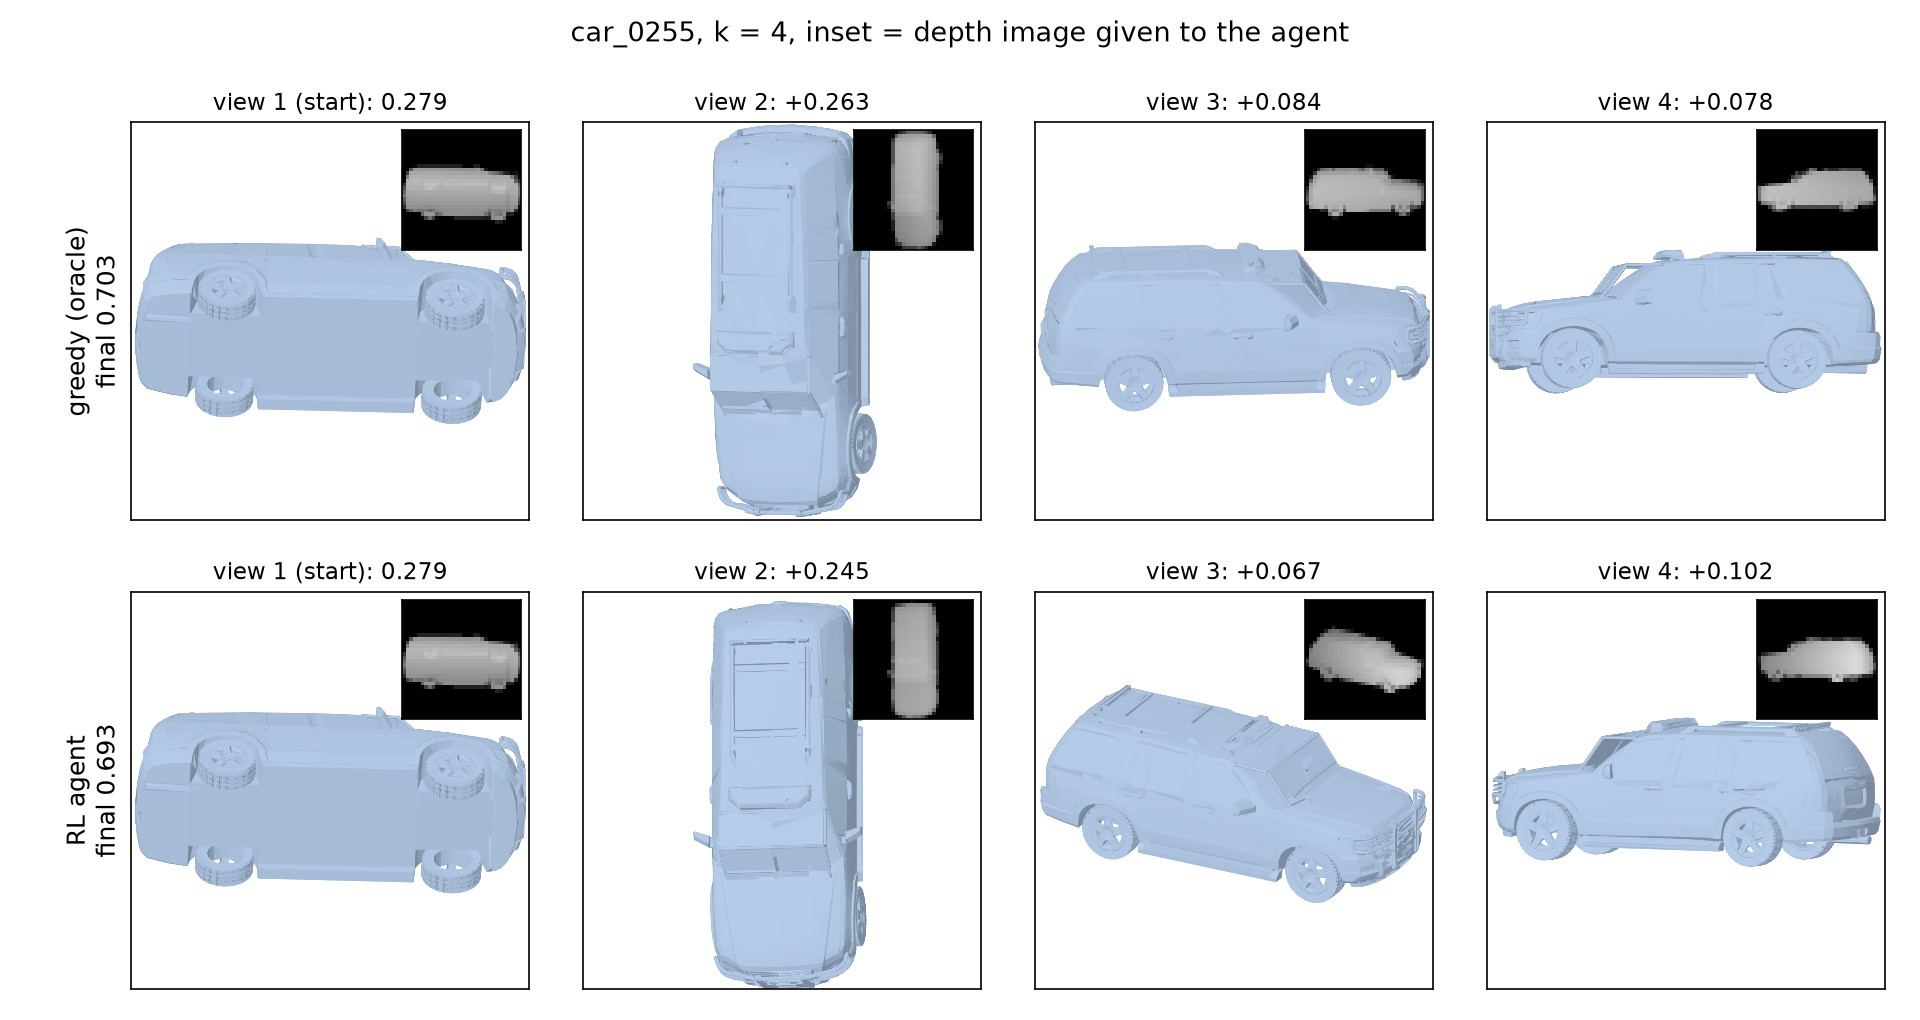 car_0255, k = 4, inset = depth image given to the agent
greedy (oracle)
final 0.703
view 1 (start): 0.279
view 2: +0.263
view 3: +0.084
view 4: +0.078
RL agent
final 0.693
view 1 (start): 0.279
view 2: +0.245
view 3: +0.067
view 4: +0.102